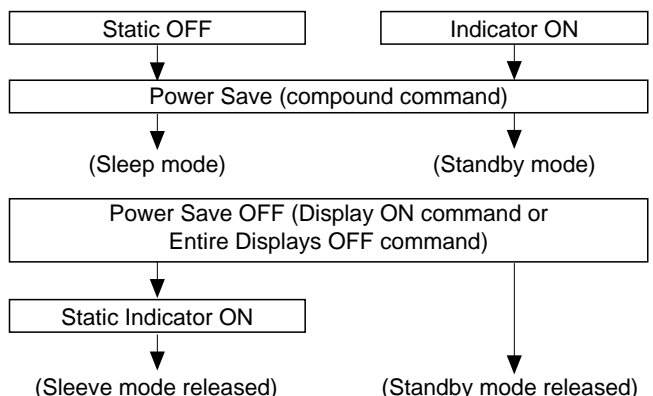 Static OFF
Indicator ON
Power Save (compound command)
(Sleep mode)
(Standby mode)
Power Save OFF (Display ON command or
Entire Displays OFF command)
Static Indicator ON
(Sleeve mode released)
(Standby mode released)